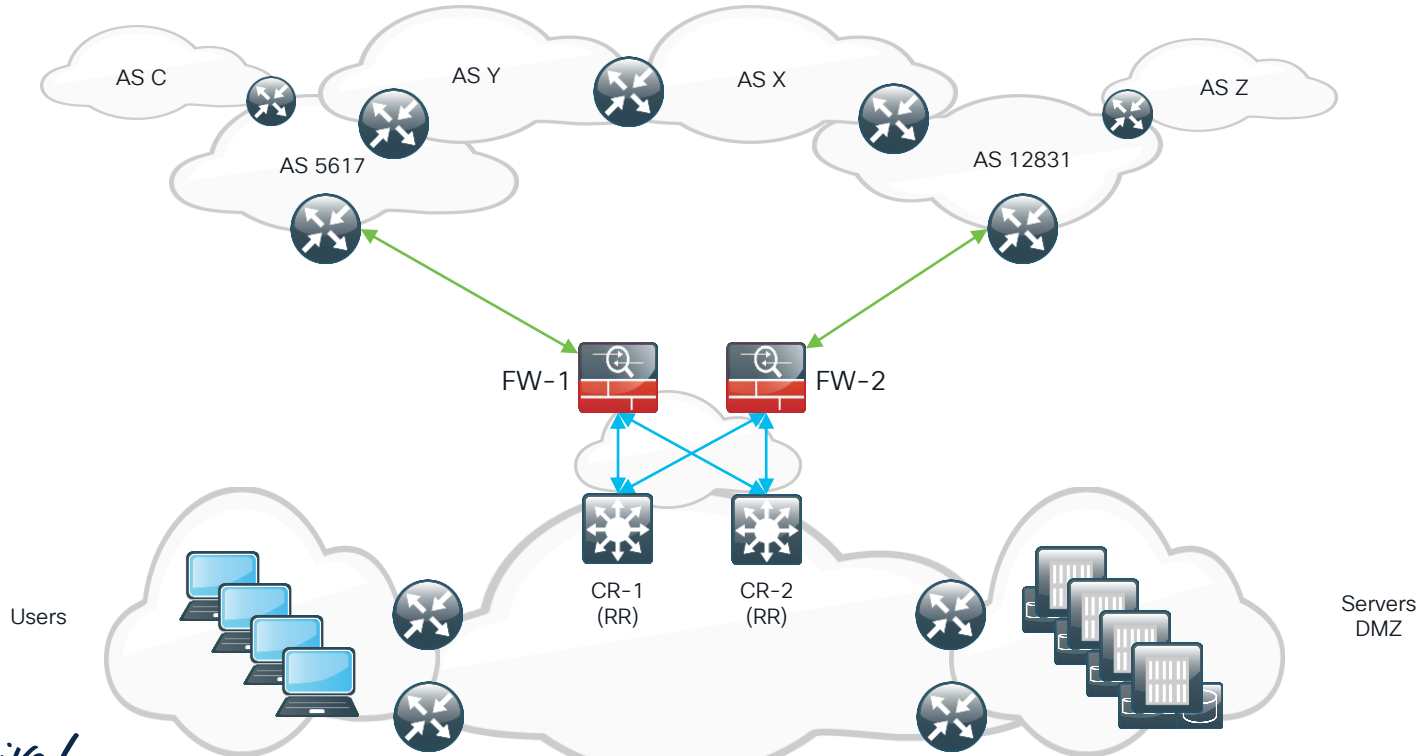 AS C
AS Y
AS X
AS Z
AS 5617
AS 12831
FW-1
FW-2
CR-1
(RR)
CR-2
(RR)
Users
Servers
DMZ